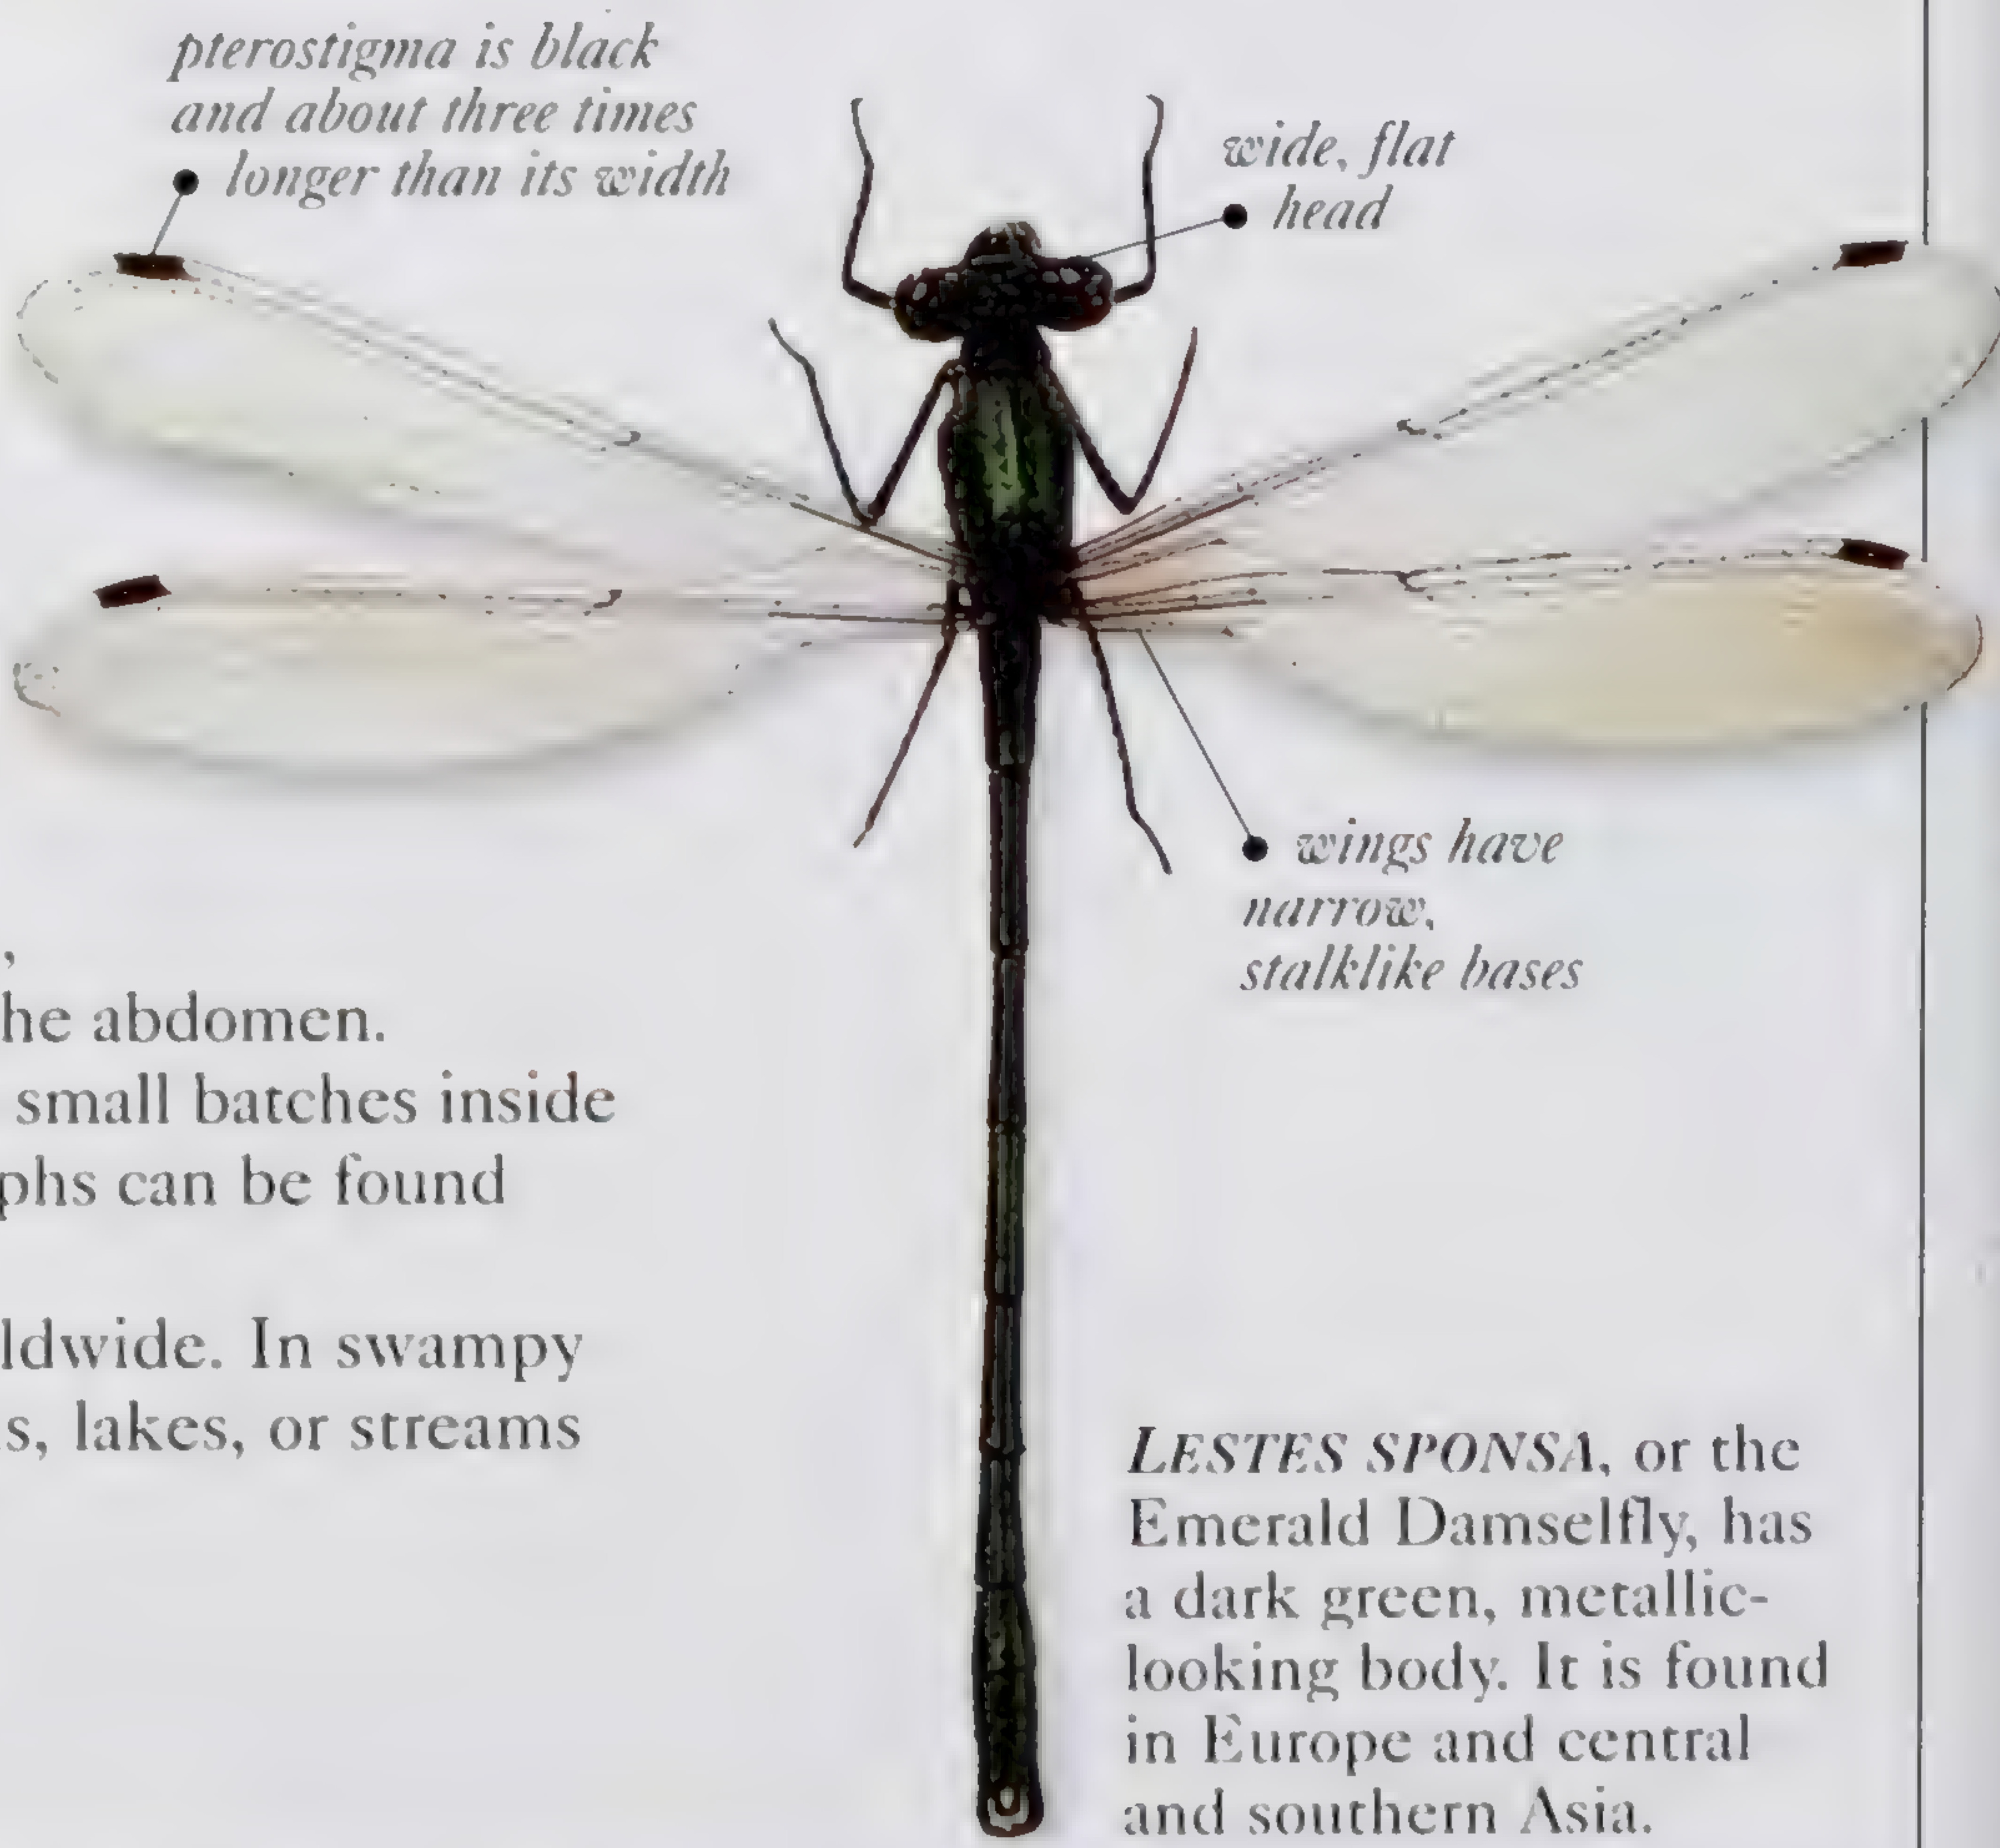 pterostigma is black
and about three times
longer than its width
wide, flat
head
wings have
narrow,
stalklike bases
,
he abdomen.
small batches inside
phs can be found
ldwide. In swampy
s, lakes, or streams
LESTES SPONSA, or the
Emerald Damselfly, has
a dark green, metallic-
looking body. It is found
in Europe and central
and southern Asia.